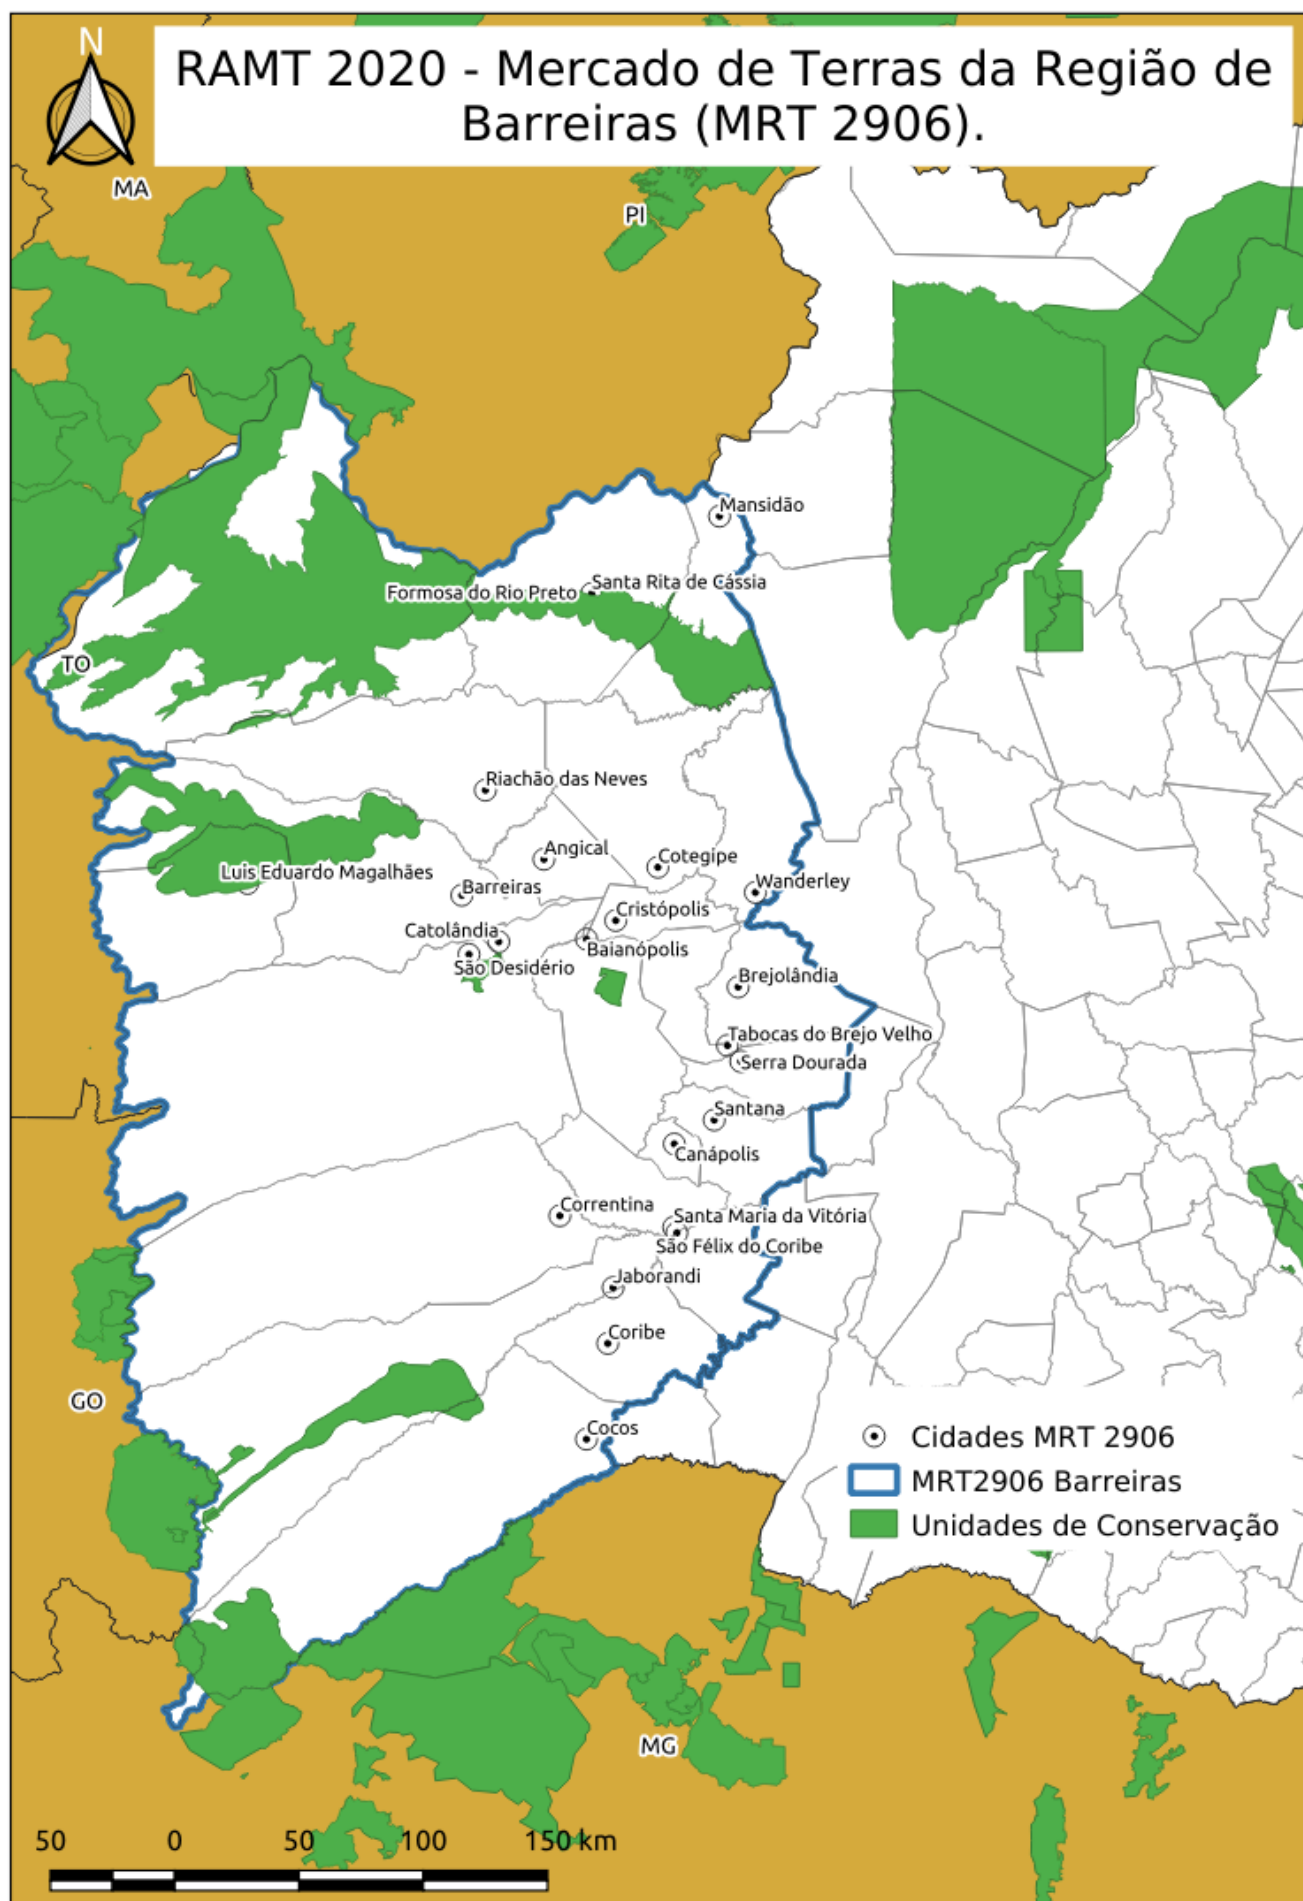 N
RAMT 2020 - Mercado de Terras da Região de
Barreiras (MRT 2906).
MA
PI
Mansidão
Santa Rita de Cássia
Formosa do Rio Preto
TO
Riachão das Neves
Angical
Cotegipe
Luis Eduardo Magalhães
Wanderley
Barreiras
Cristópolis
Catolândia
Baianópolis
São Desidério
Brejolândia
Tabocas do Brejo Velho
Serra Dourada
Santana
Canápolis
Correntina
Santa Maria da Vitória
São Félix do Coribe
Jaborandi
Coribe
GO
Cocos
Cidades MRT 2906
MRT2906 Barreiras
Unidades de Conservação
MG
50 0 50 100 150 km